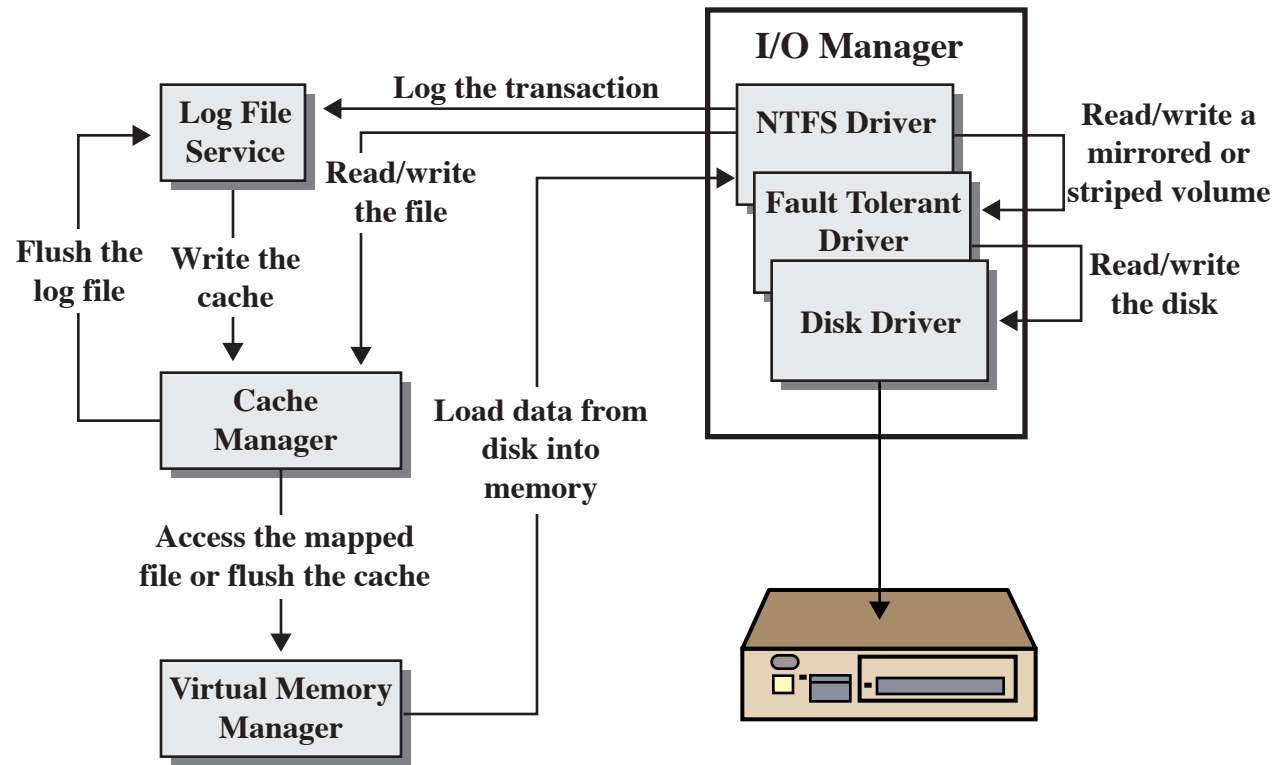 I/O Manager
Log the transaction
Log File
Service
NTFS Driver
Read/write a
mirrored or
striped volume
Read/write
the file
Fault Tolerant
Driver
Flush the
log file
Write the
cache
Read/write
the disk
Disk Driver
Cache
Manager
Load data from
disk into
memory
Access the mapped
file or flush the cache
Virtual Memory
Manager